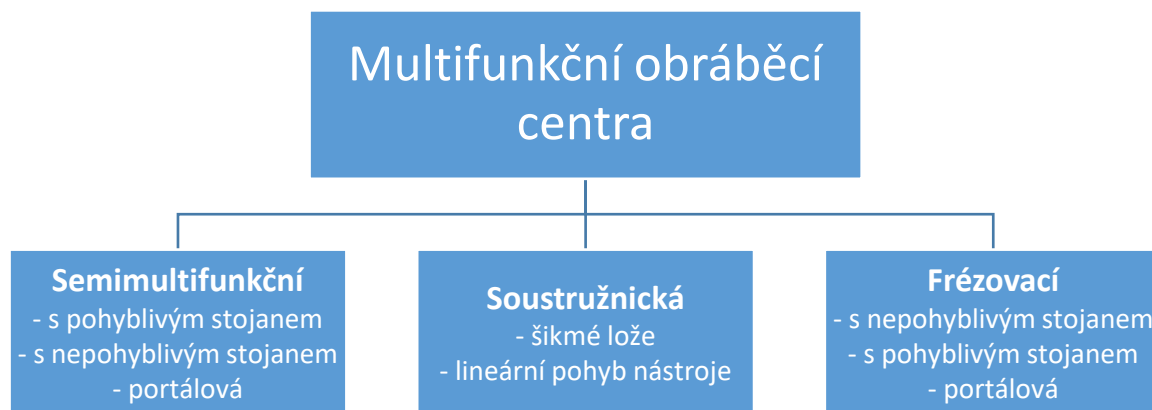 Multifunkční obráběcí
centra
Semimultifunkční
- s pohyblivým stojanem
- s nepohyblivým stojanem
- portálová
Soustružnická
- šikmé lože
- lineární pohyb nástroje
Frézovací
- s nepohyblivým stojanem
- s pohyblivým stojanem
- portálová